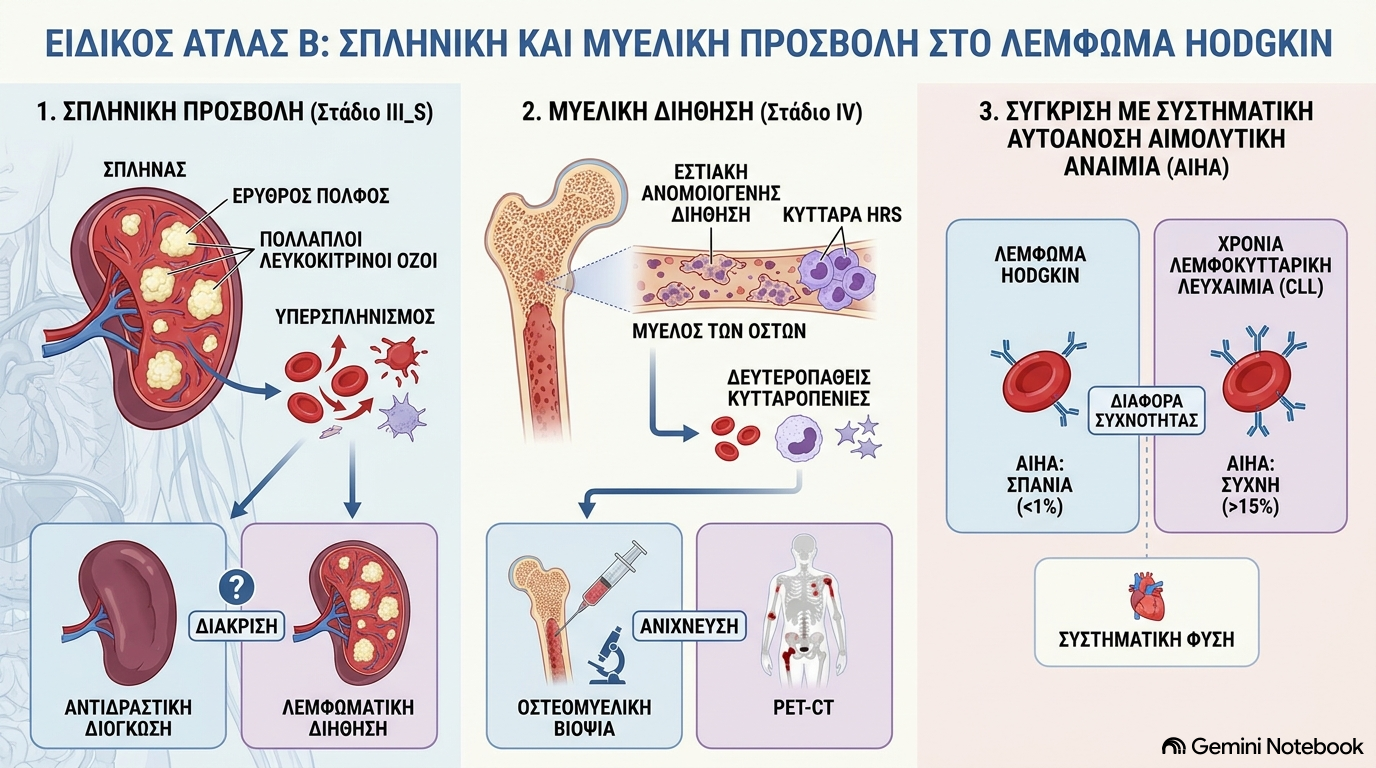 ΕΙΔΙΚΟΣ ΑΤΛΑΣ Β: ΣΠΛΗΝΙΚΗ ΚΑΙ ΜΥΕΛΙΚΗ ΠΡΟΣΒΟΛΗ ΣΤΟ ΛΕΜΦΩΜΑ HODGKIN
1. ΣΠΛΗΝΙΚΗ ΠΡΟΣΒΟΛΗ (Στάδιο III_S)
ΣΠΛΗΝΑΣ
ΕΡΥΘΡΟΣ ΠΟΛΦΟΣ
ΠΟΛΛΑΠΛΟΙ
ΛΕΥΚΟΚΙΤΡΙΝΟΙ ΟΖΟΙ
ΥΠΕΡΣΠΛΗΝΙΣΜΟΣ
?
ΔΙΑΚΡΙΣΗ
ΑΝΤΙΔΡΑΣΤΙΚΗ
ΔΙΟΓΚΩΣΗ
ΛΕΜΦΩΜΑΤΙΚΗ
ΔΙΗΘΗΣΗ
2. ΜΥΕΛΙΚΗ ΔΙΗΘΗΣΗ (Στάδιο IV)
ΕΣΤΙΑΚΗ
ΑΝΟΜΟΙΟΓΕΝΗΣ
ΔΙΗΘΗΣΗ
ΚΥΤΤΑΡΑ HRS
ΜΥΕΛΟΣ ΤΩΝ ΟΣΤΩΝ
ΔΕΥΤΕΡΟΠΑΘΕΙΣ
ΚΥΤΤΑΡΟΠΕΝΙΕΣ
ΑΝΙΧΝΕΥΣΗ
ΟΣΤΕΟΜΥΕΛΙΚΗ
ΒΙΟΨΙΑ
PET-CT
3. ΣΥΓΚΡΙΣΗ ΜΕ ΣΥΣΤΗΜΑΤΙΚΗ
ΑΥΤΟΑΝΟΣΗ ΑΙΜΟΛΥΤΙΚΗ
ΑΝΑΙΜΙΑ (AIHA)
ΛΕΜΦΩΜΑ
HODGKIN
ΧΡΟΝΙΑ
ΛΕΜΦΟΚΥΤΤΑΡΙΚΗ
ΛΕΥΧΑΙΜΙΑ (CLL)
ΔΙΑΦΟΡΑ
ΣΥΧΝΟΤΗΤΑΣ
AIHA:
ΣΠΑΝΙΑ
(<1%)
AIHA:
ΣΥΧΝΗ
(>15%)
ΣΥΣΤΗΜΑΤΙΚΗ ΦΥΣΗ
Gemini Notebook